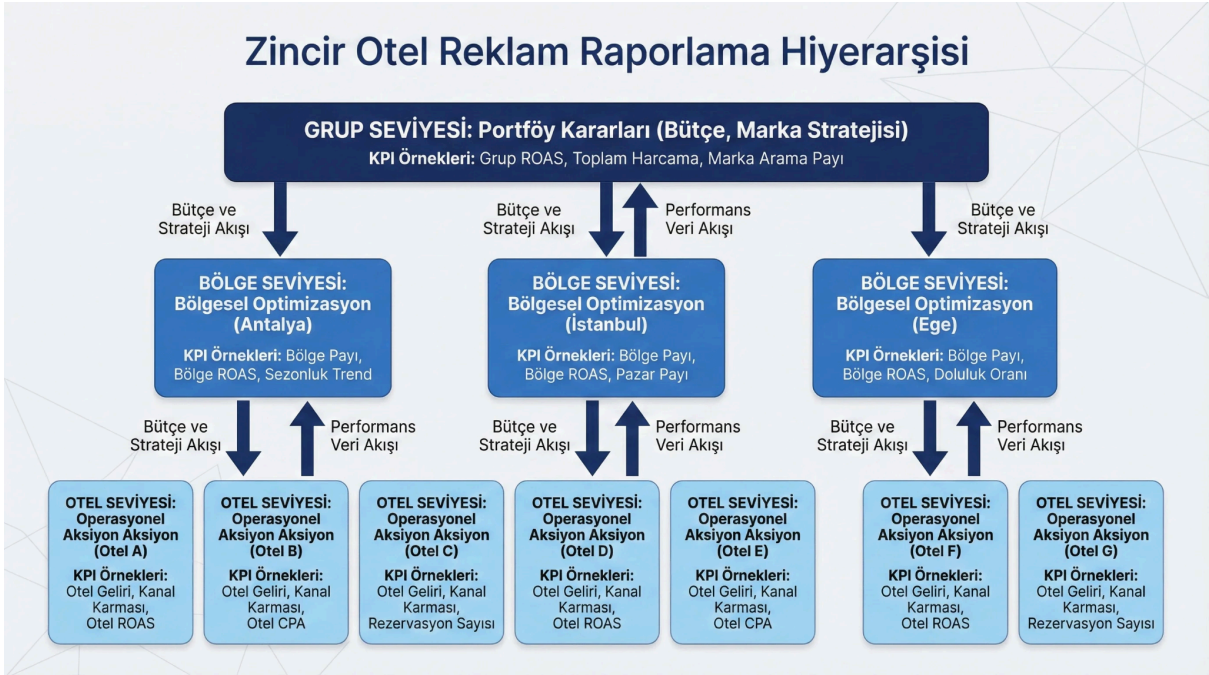 Zincir Otel Reklam Raporlama Hiyerarşisi
GRUP SEVİYESİ: Portföy Kararları (Bütçe, Marka Stratejisi)
KPI Örnekleri: Grup ROAS, Toplam Harcama, Marka Arama Payı
Bütçe ve
Strateji Akışı
Bütçe ve
Strateji Akışı
Performans
Veri Akışı
Bütçe ve
Strateji Akışı
BÖLGE SEVİYESİ:
Bölgesel Optimizasyon
(Antalya)
KPI Örnekleri: Bölge Payı,
Bölge ROAS, Sezonluk Trend
BÖLGE SEVİYESİ:
Bölgesel Optimizasyon
(İstanbul)
KPI Örnekleri: Bölge Payı,
Bölge ROAS, Pazar Payı
BÖLGE SEVİYESİ:
Bölgesel Optimizasyon
(Ege)
KPI Örnekleri: Bölge Payı,
Bölge ROAS, Doluluk Oranı
Bütçe ve
Strateji Akışı
Performans
Veri Akışı
Bütçe ve
Strateji Akışı
Performans
Veri Akışı
Bütçe ve
Strateji Akışı
Performans
Veri Akışı
OTEL SEVİYESİ:
Operasyonel
Aksiyon Aksiyon
(Otel A)
KPI Örnekleri:
Otel Geliri, Kanal
Karması,
Otel ROAS
OTEL SEVİYESİ:
Operasyonel
Aksiyon Aksiyon
(Otel B)
KPI Örnekleri:
Otel Geliri, Kanal
Karması,
Otel CPA
OTEL SEVİYESİ:
Operasyonel
Aksiyon Aksiyon
(Otel C)
KPI Örnekleri:
Otel Geliri, Kanal
Karması,
Rezervasyon Sayısı
OTEL SEVİYESİ:
Operasyonel
Aksiyon Aksiyon
(Otel D)
KPI Örnekleri:
Otel Geliri, Kanal
Karması,
Otel ROAS
OTEL SEVİYESİ:
Operasyonel
Aksiyon Aksiyon
(Otel E)
KPI Örnekleri:
Otel Geliri, Kanal
Karması,
Otel CPA
OTEL SEVİYESİ:
Operasyonel
Aksiyon Aksiyon
(Otel F)
KPI Örnekleri:
Otel Geliri, Kanal
Karması,
Otel ROAS
OTEL SEVİYESİ:
Operasyonel
Aksiyon Aksiyon
(Otel G)
KPI Örnekleri:
Otel Geliri, Kanal
Karması,
Rezervasyon Sayısı